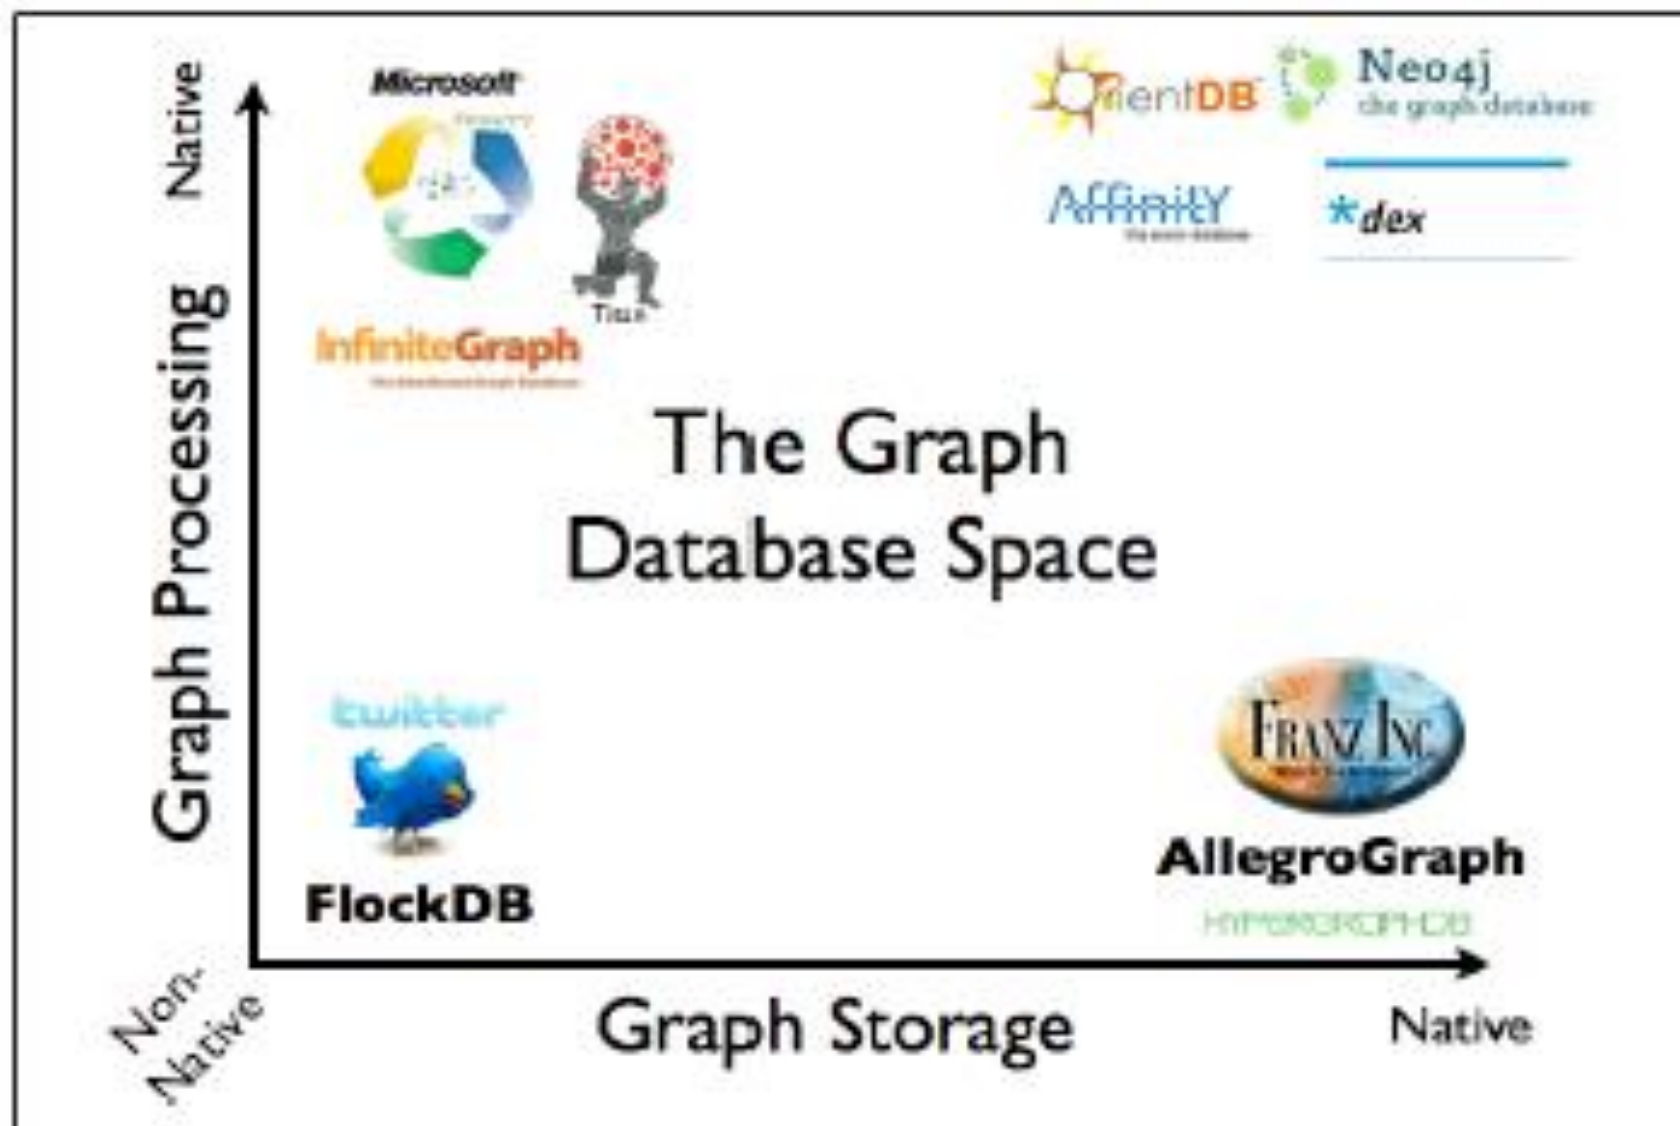 Native
Graph Processing
Non-
Native
Graph Storage
Native
The Graph
Database Space
Microsoft
Titan
InfiniteGraph
OrientDB
Neo4j
the graph database
Affinity
*dex
twitter
FlockDB
FRANZ INC.
AllegroGraph
HYPERGRAPHDB